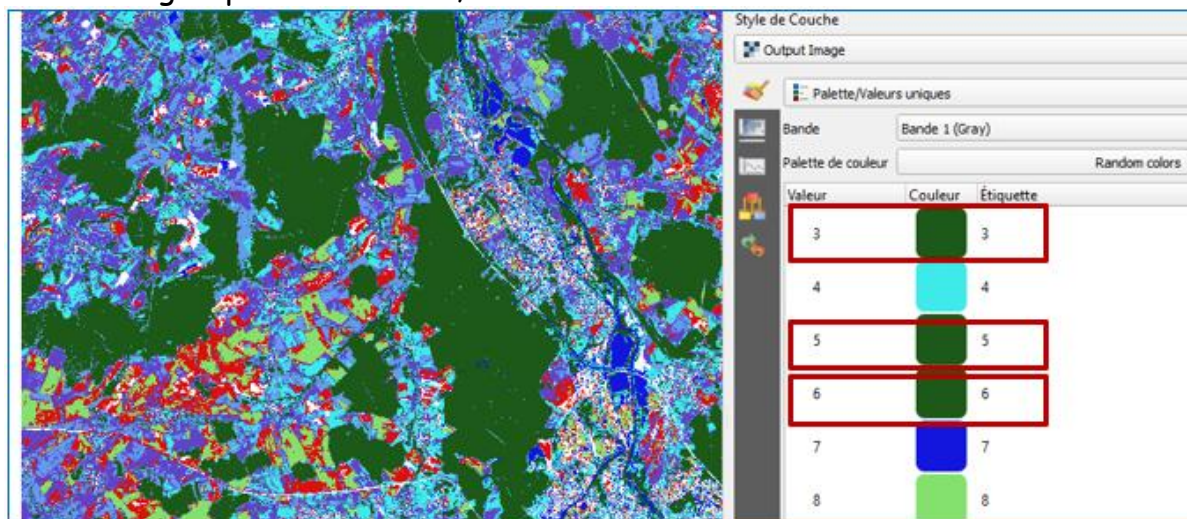 Style de Couche
Output Image
Palette/Valeurs uniques
Bande Bande 1 (Gray)
Palette de couleur Random colors
Valeur Couleur Étiquette
3 3
4 4
5 5
6 6
7 7
8 8